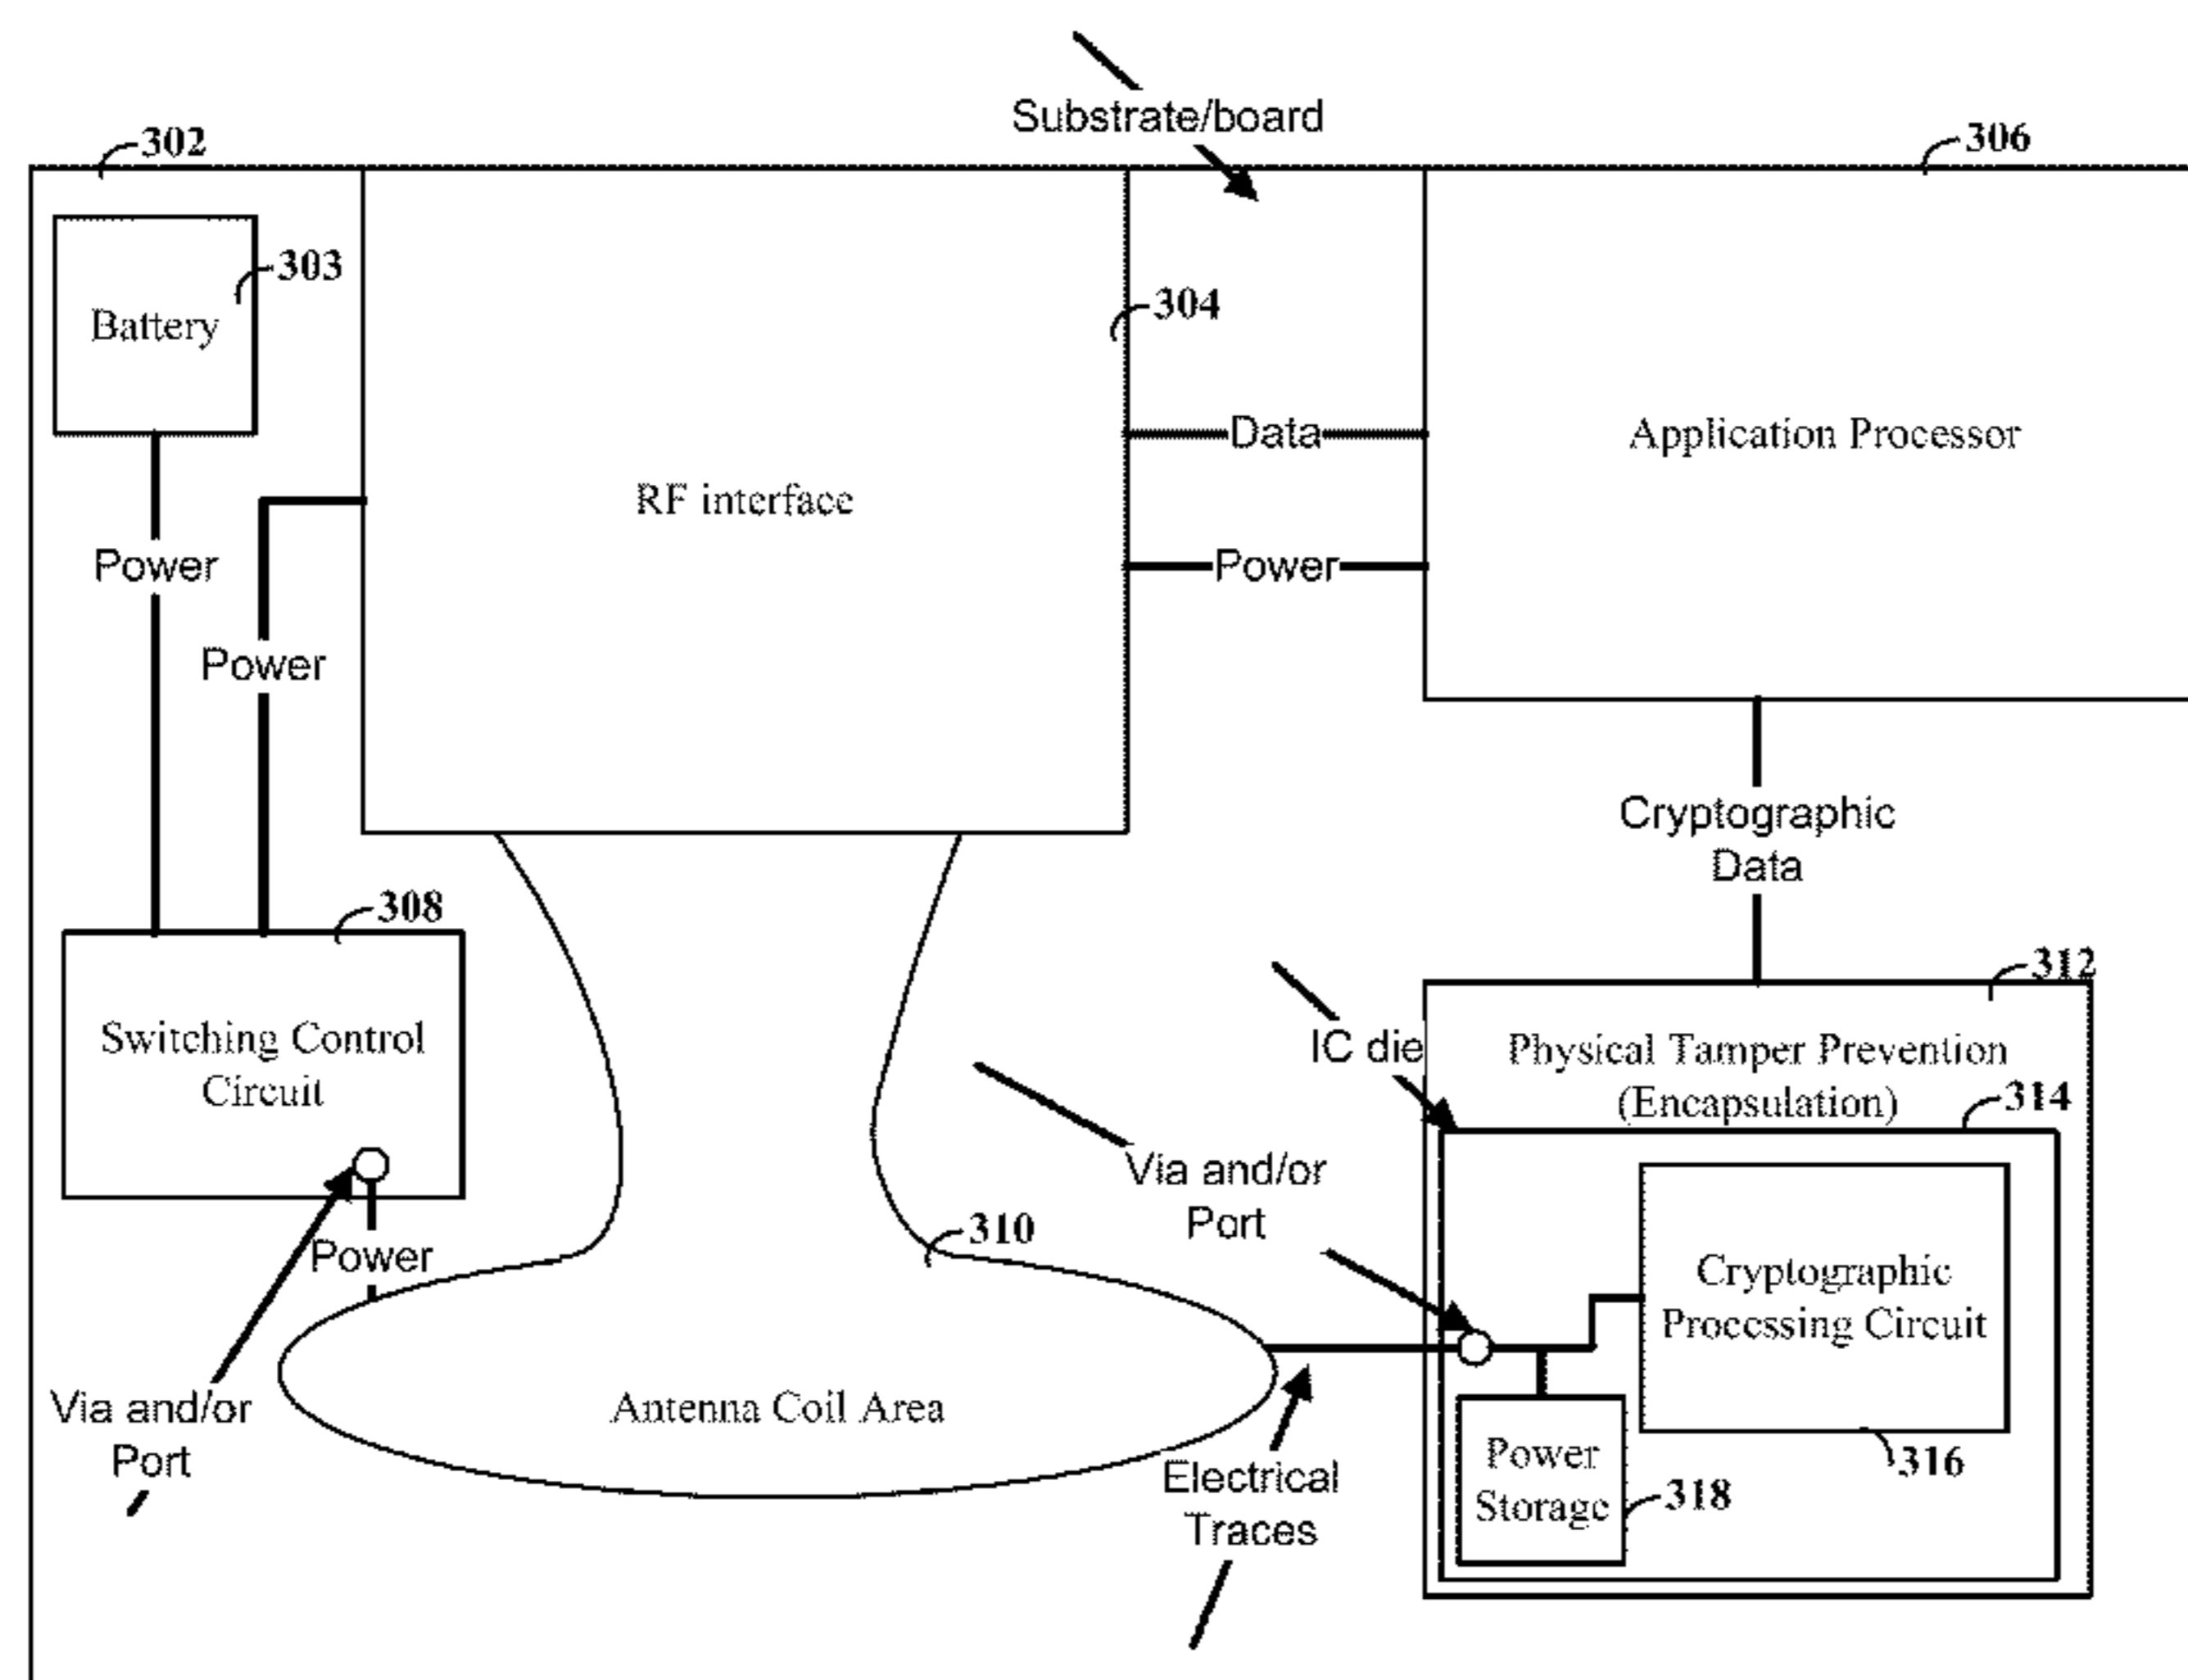 Substrate/board
302
306
303
Battery
304
Data
Application Processor
RF interface
Power
Power
Power
Cryptographic
Data
308
312
Switching Control
Circuit
IC die
Physical Tamper Prevention
(Encapsulation)
314
Via and/or
Port
310
Power
Cryptographic
Processing Circuit
Via and/or
Port
Antenna Coil Area
316
Power
Storage
318
Electrical
Traces